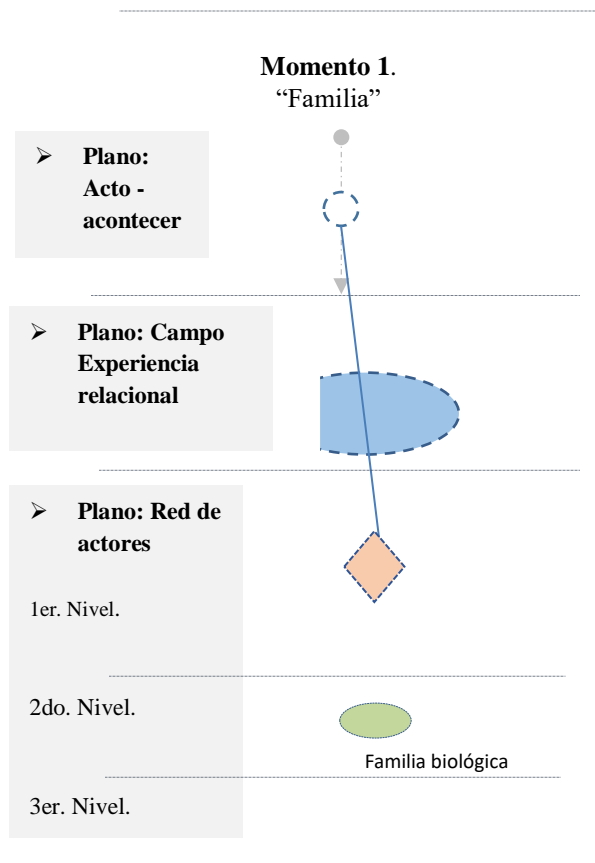 Momento 1.
“Familia”
➢ Plano:
Acto -
acontecer
➢ Plano: Campo
Experiencia
relacional
➢ Plano: Red de
actores
1er. Nivel.
2do. Nivel.
Familia biológica
3er. Nivel.